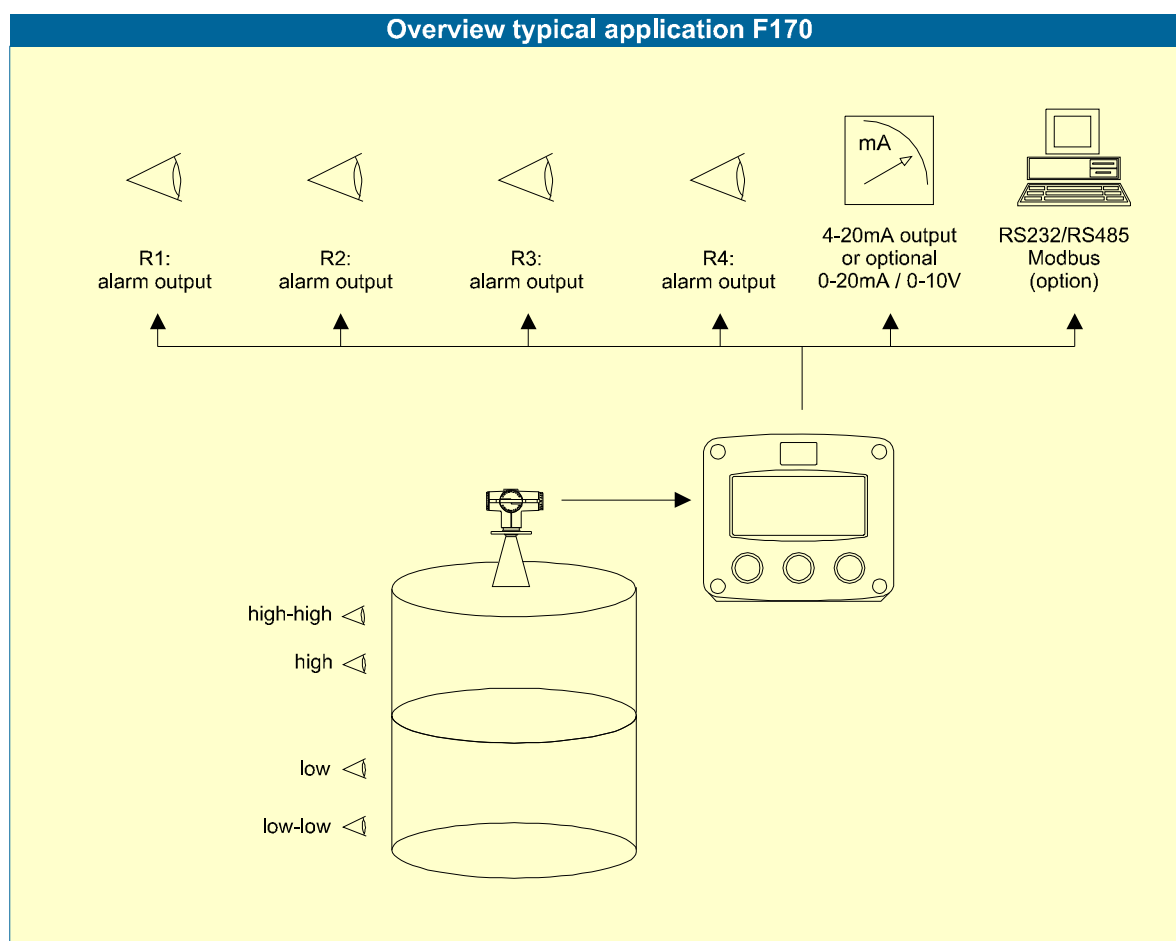 Overview typical application F170
mA
R1:
alarm output
R2:
alarm output
R3:
alarm output
R4:
alarm output
4-20mA output
or optional
0-20mA / 0-10V
RS232/RS485
Modbus
(option)
high-high
high
low
low-low